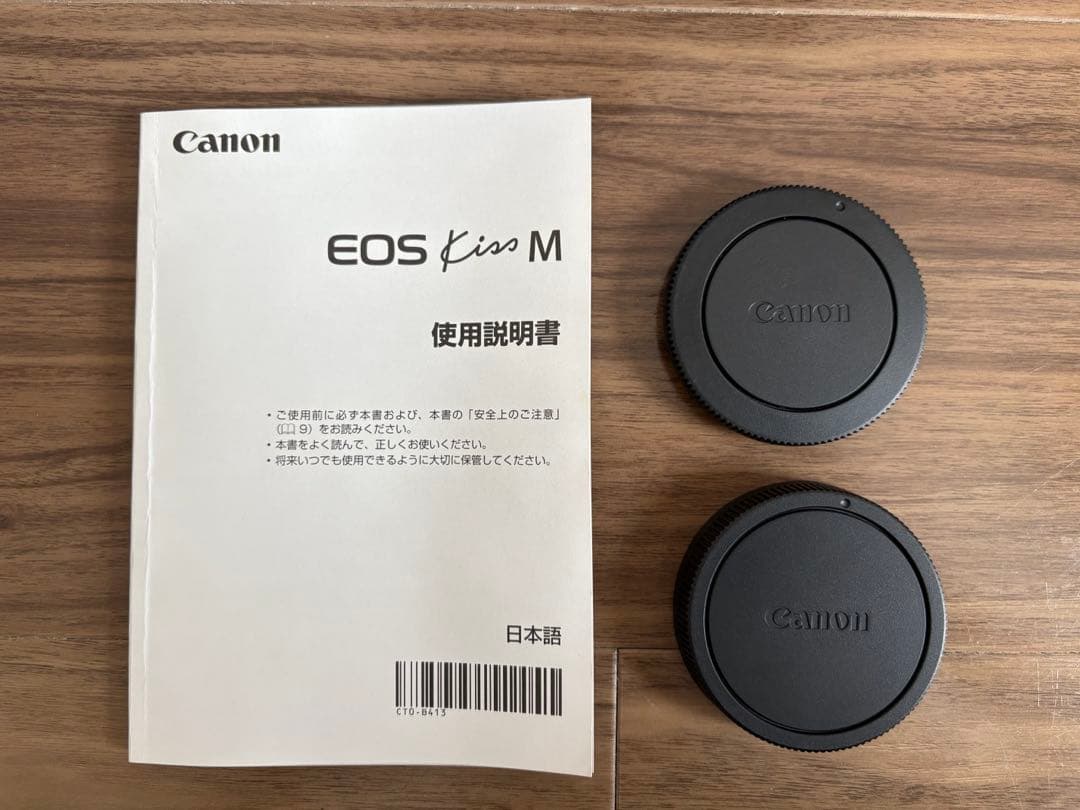 Canon
EOS Kiss M
使用説明書
・ご使用前に必ず本書および、本書の「安全上のご注意」
（📖 9）をお読みください。
・本書をよく読んで、正しくお使いください。
・将来いつでも使用できるように大切に保管してください。
日本語
CT0-B413
Canon
Canon